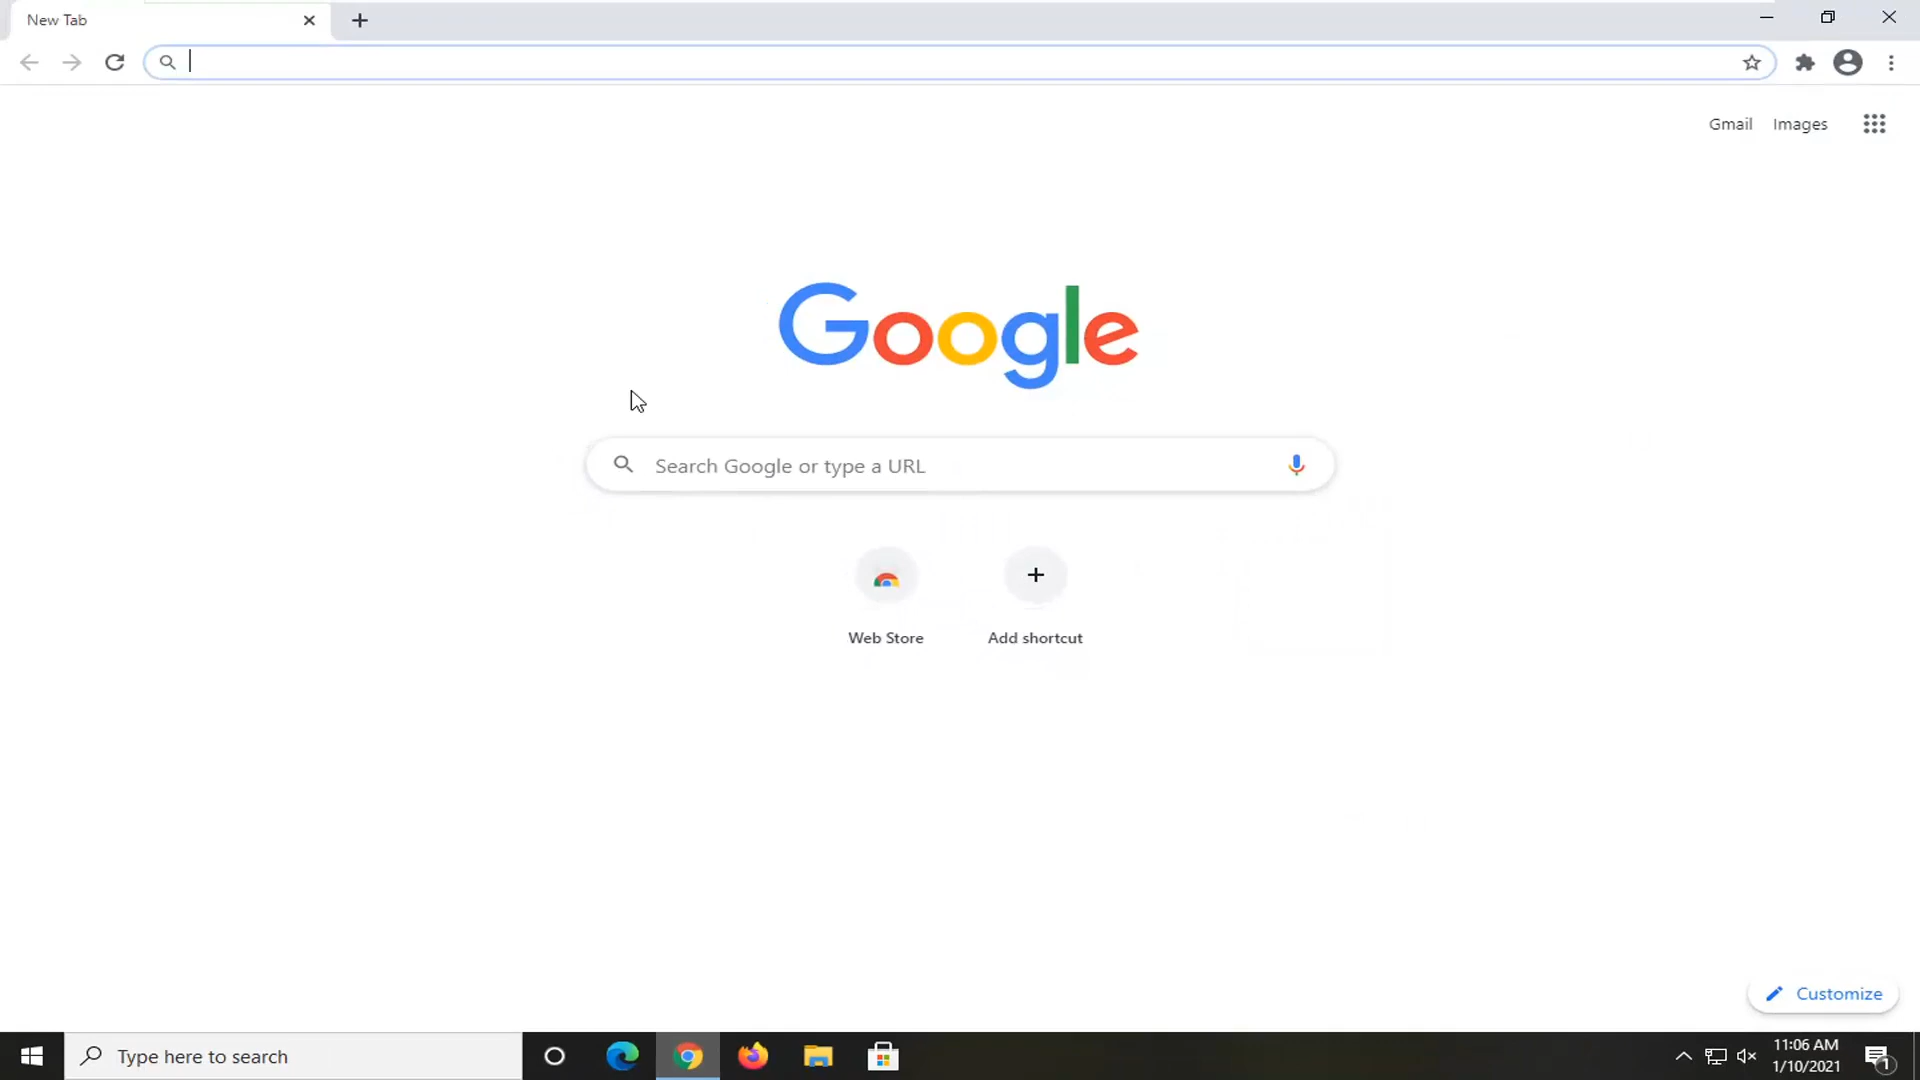 New Tab
Gmail Images
Google
Search Google or type a URL
Web Store Add shortcut
Customize
Type here to search
11:06 AM
1/10/2021
1